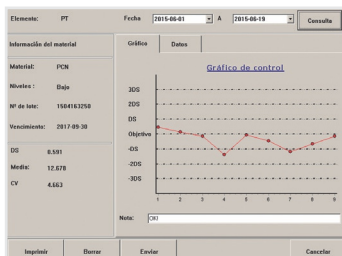 Elemento: PT Fecha 2015-06-01 A 2015-06-19 Consulta
Información del material
Gráfico Datos
Material: PCN
Niveles : Bajo
Nº de lote: 1504163250
Vencimiento: 2017-09-30
DS 0.591
Media: 12.678
CV 4.663
Gráfico de control
3DS
2DS
DS
Objetivo
-DS
-2DS
-3DS
1 2 3 4 5 6 7 8 9
Nota: OKI
Imprimir Borrar Enviar Cancelar